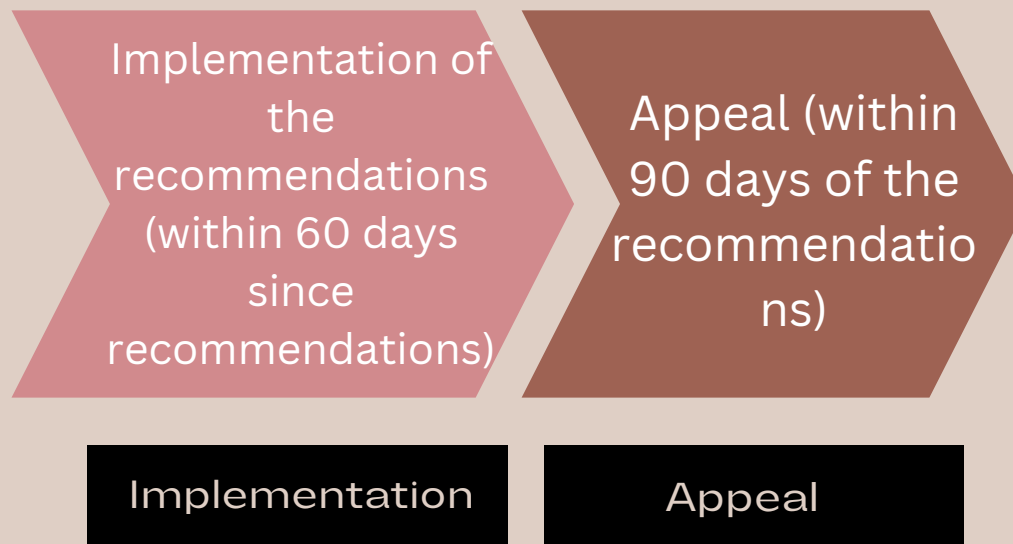 Implementation of
the
recommendations
(within 60 days
since
recommendations)
Appeal (within
90 days of the
recommendatio
ns)
Implementation
Appeal